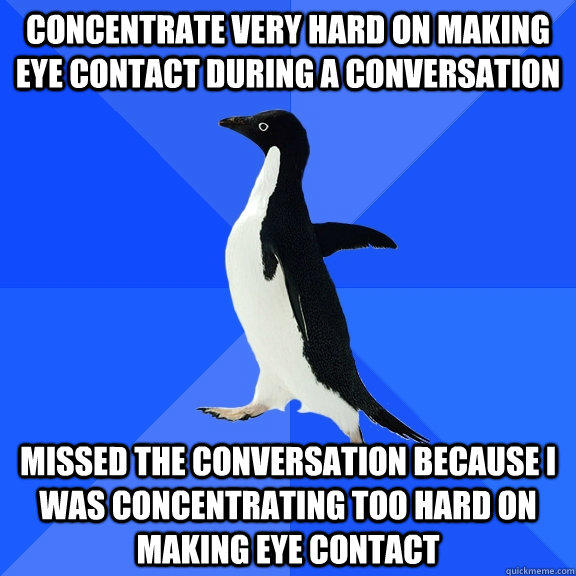 CONCENTRATE VERY HARD ON MAKING
EYE CONTACT DURING A CONVERSATION
MISSED THE CONVERSATION BECAUSE I
WAS CONCENTRATING TOO HARD ON
MAKING EYE CONTACT
quickmeme.com